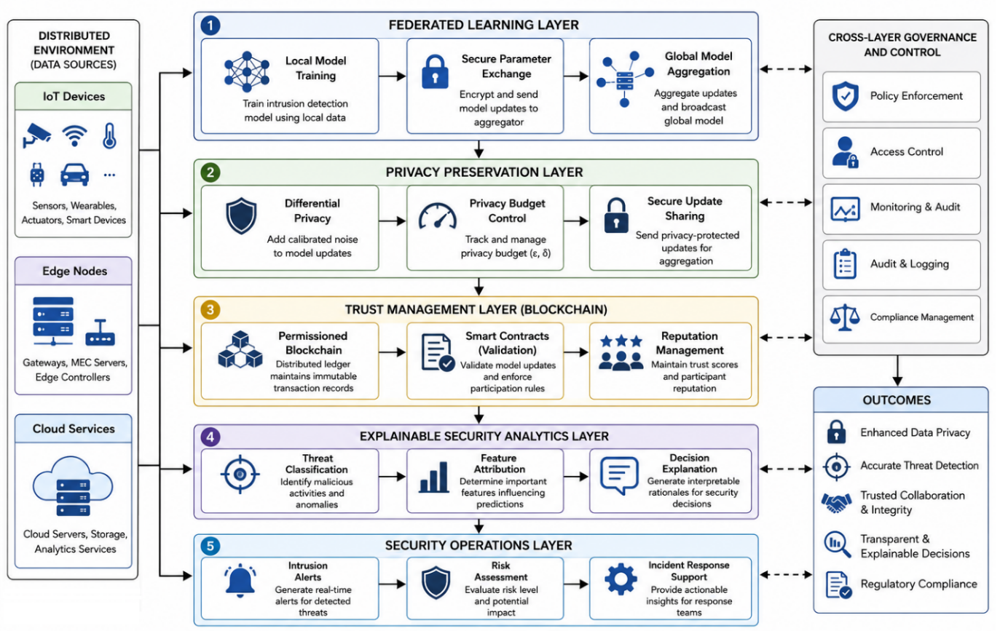 DISTRIBUTED
ENVIRONMENT
(DATA SOURCES)
IoT Devices
...
Sensors, Wearables,
Actuators, Smart Devices
Edge Nodes
Gateways, MEC Servers,
Edge Controllers
Cloud Services
Cloud Servers, Storage,
Analytics Services
1
FEDERATED LEARNING LAYER
Local Model
Training
Train intrusion detection
model using local data
Secure Parameter
Exchange
Encrypt and send
model updates to
aggregator
Global Model
Aggregation
Aggregate updates
and broadcast
global model
2
PRIVACY PRESERVATION LAYER
Differential
Privacy
Add calibrated noise
to model updates
Privacy Budget
Control
Track and manage
privacy budget (ε, δ)
Secure Update
Sharing
Send privacy-protected
updates for
aggregation
3
TRUST MANAGEMENT LAYER (BLOCKCHAIN)
Permissioned
Blockchain
Distributed ledger
maintains immutable
transaction records
Smart Contracts
(Validation)
Validate model updates
and enforce
participation rules
Reputation
Management
Maintain trust scores
and participant
reputation
4
EXPLAINABLE SECURITY ANALYTICS LAYER
Threat
Classification
Identify malicious
activities and
anomalies
Feature
Attribution
Determine important
features influencing
predictions
Decision
Explanation
Generate interpretable
rationales for security
decisions
5
SECURITY OPERATIONS LAYER
Intrusion
Alerts
Generate real-time
alerts for detected
threats
Risk
Assessment
Evaluate risk level
and potential
impact
Incident Response
Support
Provide actionable
insights for response
teams
CROSS-LAYER GOVERNANCE
AND CONTROL
Policy Enforcement
Access Control
Monitoring & Audit
Audit & Logging
Compliance Management
OUTCOMES
Enhanced Data Privacy
Accurate Threat Detection
Trusted Collaboration
& Integrity
Transparent &
Explainable Decisions
Regulatory Compliance